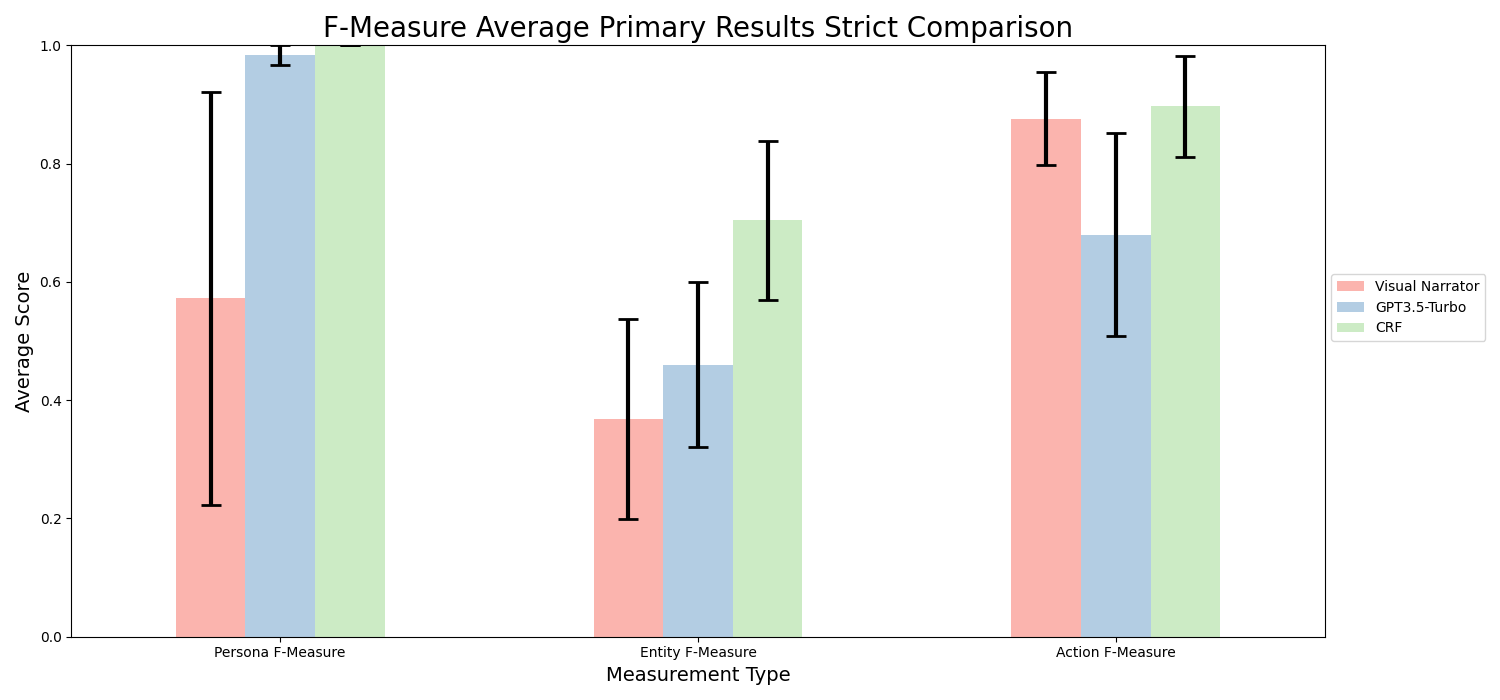 F-Measure Average Primary Results Strict Comparison
Average Score
1.0
0.8
0.6
0.4
0.2
0.0
Persona F-Measure
Entity F-Measure
Action F-Measure
Measurement Type
Visual Narrator
GPT3.5-Turbo
CRF